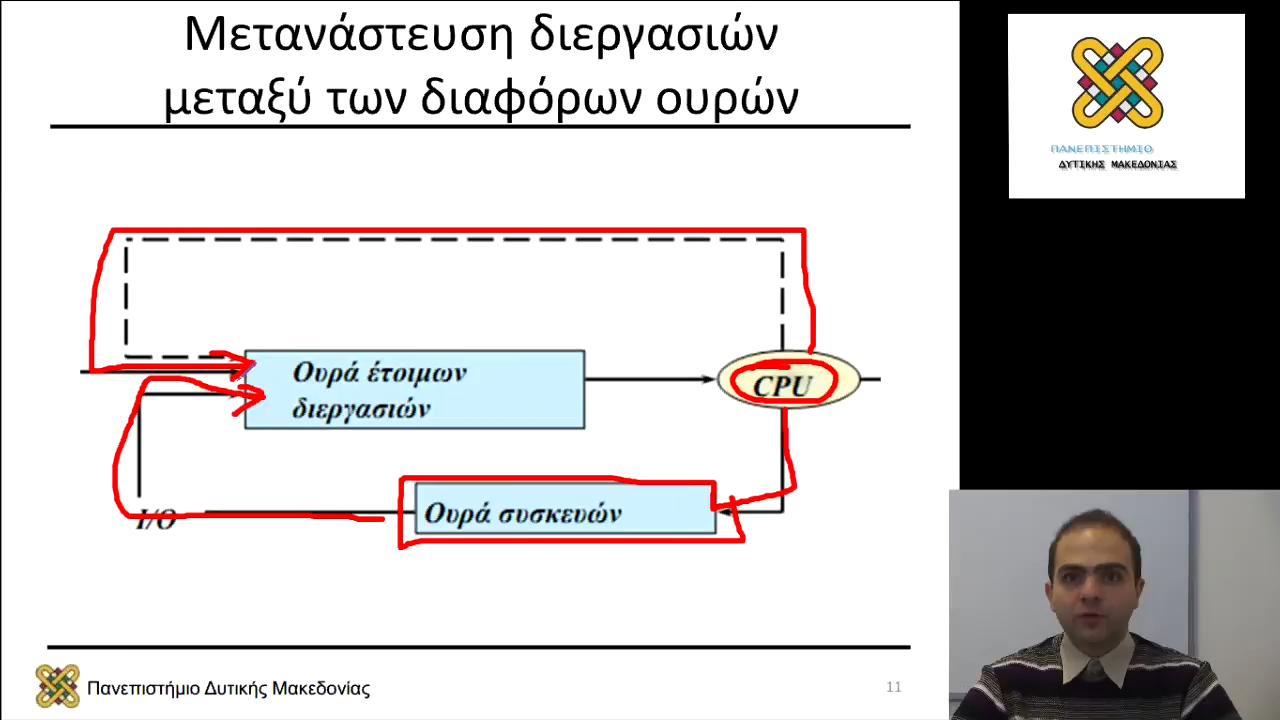 Μετανάστευση διεργασιών
μεταξύ των διαφόρων ουρών
ΠΑΝΕΠΙΣΤΗΜΙΟ
ΔΥΤΙΚΗΣ ΜΑΚΕΔΟΝΙΑΣ
Ουρά έτοιμων
διεργασιών
CPU
Ουρά συσκευών
I/O
Πανεπιστήμιο Δυτικής Μακεδονίας
11